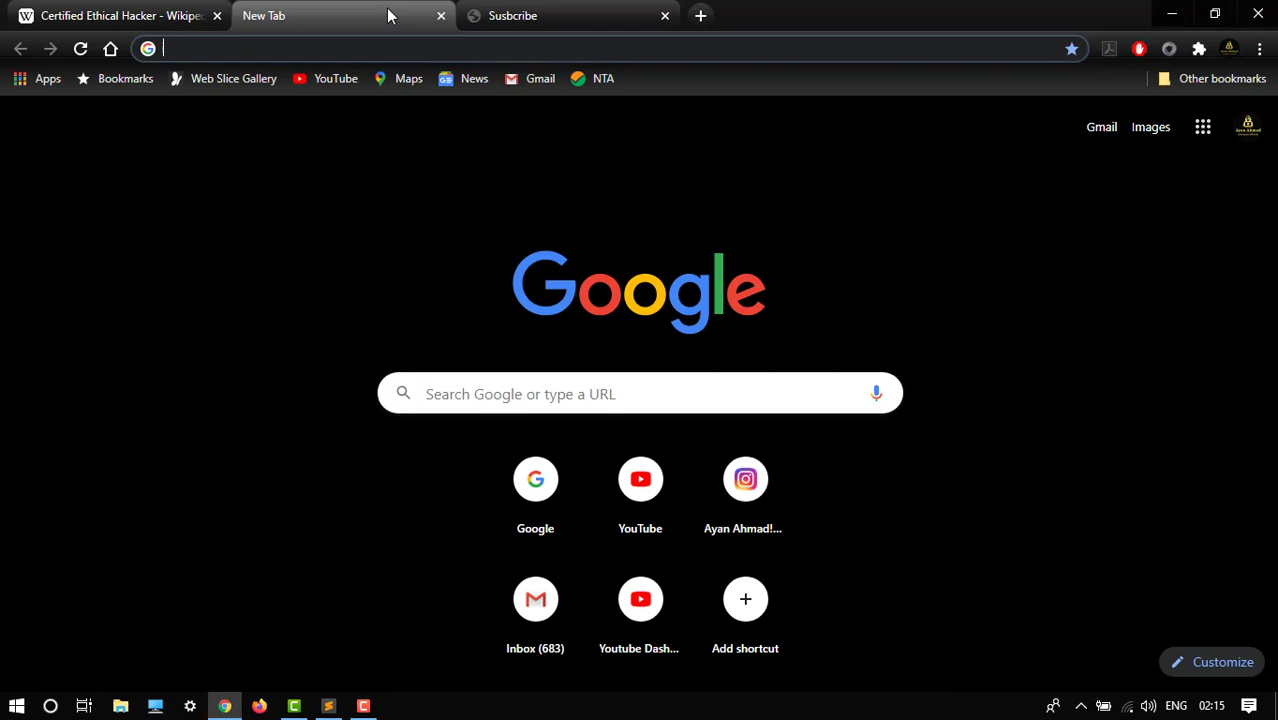 Certified Ethical Hacker - Wikipe
New Tab
Susbcribe
Apps
Bookmarks
Web Slice Gallery
YouTube
Maps
News
Gmail
NTA
Other bookmarks
Gmail
Images
Google
Search Google or type a URL
Google
YouTube
Ayan Ahmad!...
Inbox (683)
Youtube Dash...
Add shortcut
Customize
ENG
02:15